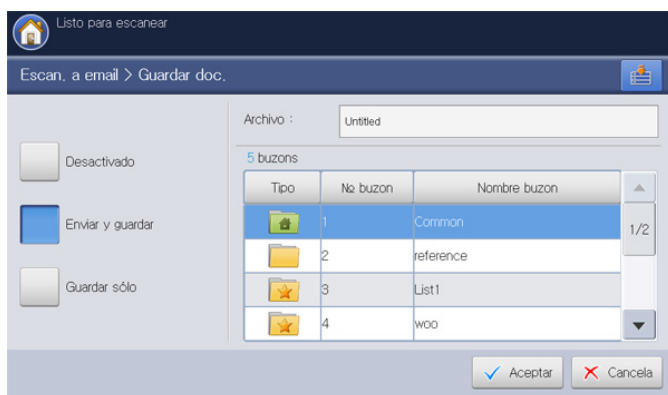 Listo para escanear
Escan. a email > Guardar doc.
Archivo : Untitled
Desactivado
Enviar y guardar
Guardar sólo
5 buzons
Tipo № buzon Nombre buzon
1 Common
2 reference
3 List1
4 woo
1/2
Aceptar Cancela